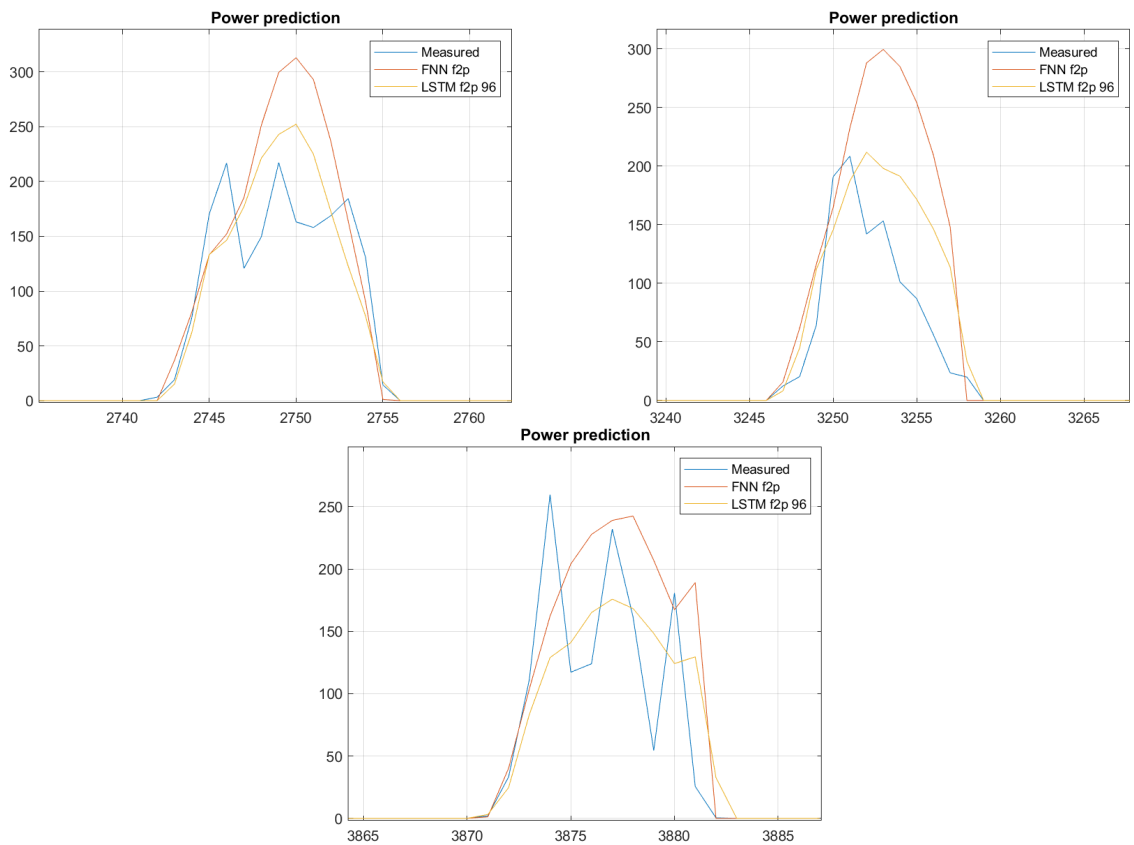 Power prediction
Measured
FNN f2p
LSTM f2p 96
300
250
200
150
100
50
0
2740 2745 2750 2755 2760
Power prediction
Measured
FNN f2p
LSTM f2p 96
300
250
200
150
100
50
0
3240 3245 3250 3255 3260 3265
Power prediction
Measured
FNN f2p
LSTM f2p 96
250
200
150
100
50
0
3865 3870 3875 3880 3885